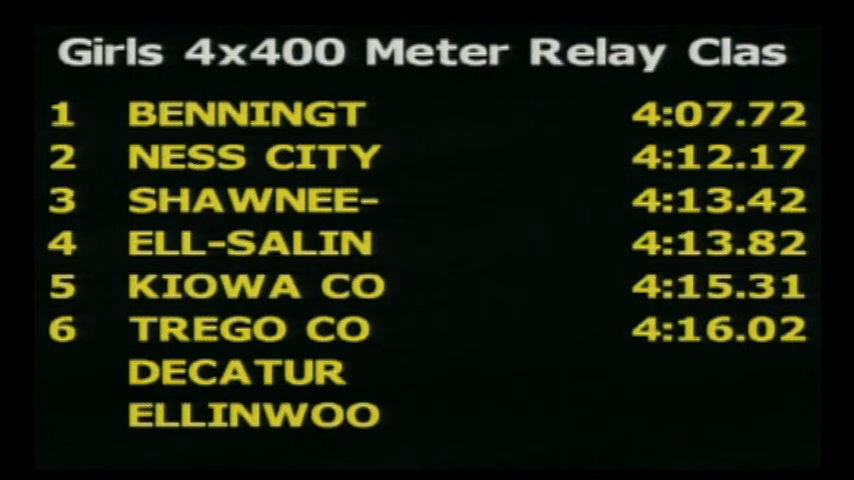 Girls 4x400 Meter Relay Clas
1 BENNINGT 4:07.72
2 NESS CITY 4:12.17
3 SHAWNEE- 4:13.42
4 ELL-SALIN 4:13.82
5 KIOWA CO 4:15.31
6 TREGO CO 4:16.02
DECATUR
ELLINWOO